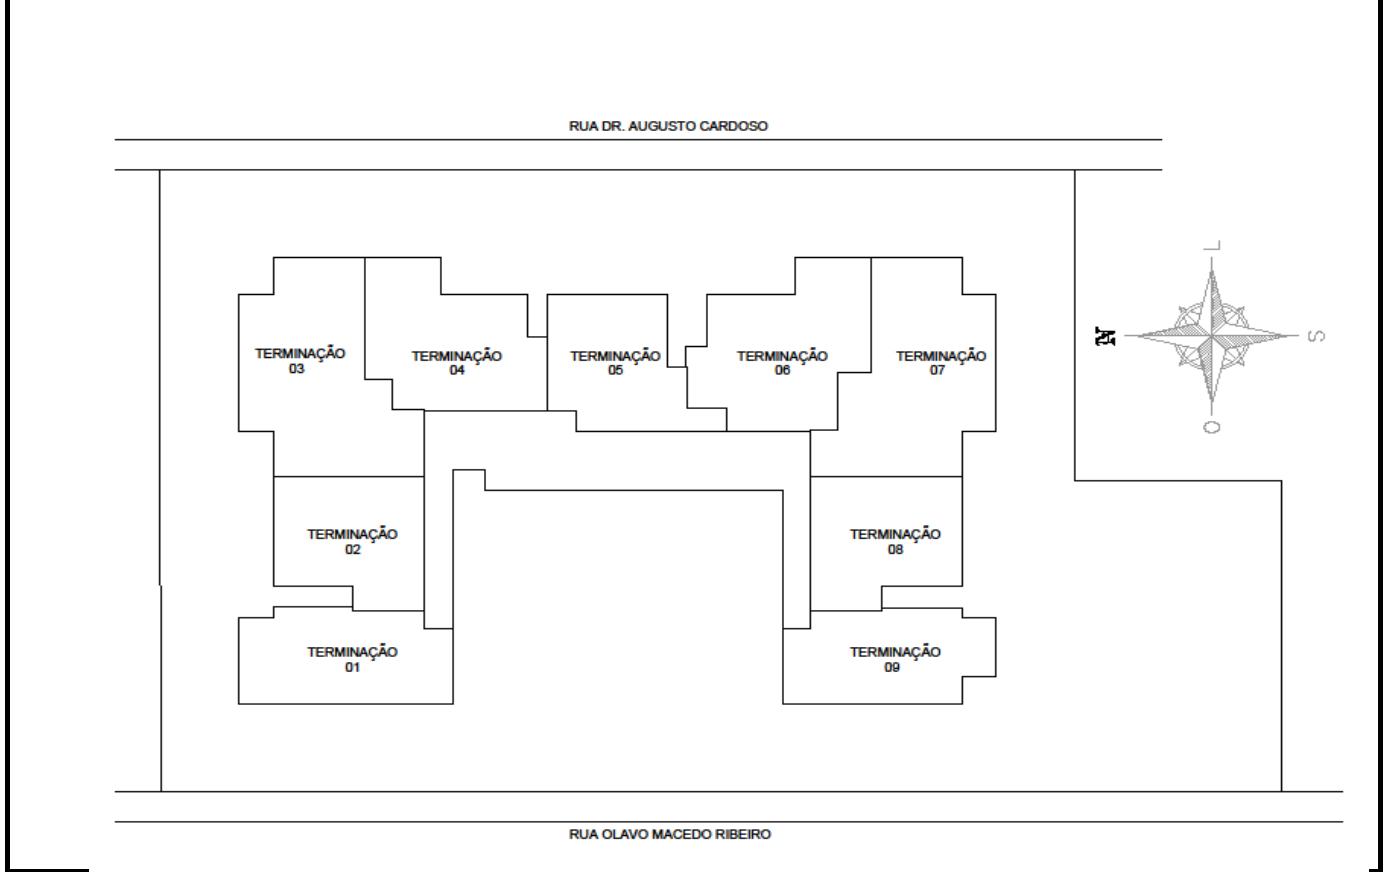 RUA DR. AUGUSTO CARDOSO
L
TERMINAÇÃO
03
TERMINAÇÃO
04
TERMINAÇÃO
05
TERMINAÇÃO
06
TERMINAÇÃO
07
N
S
O
TERMINAÇÃO
02
TERMINAÇÃO
08
TERMINAÇÃO
01
TERMINAÇÃO
09
RUA OLAVO MACEDO RIBEIRO